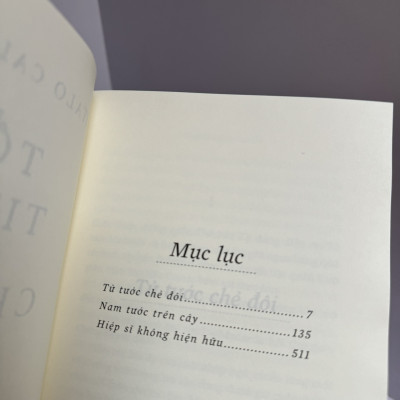 Mục lục
Tử tước chẻ đôi....................7
Nam tước trên cây..................135
Hiệp sĩ không hiện hữu.............511